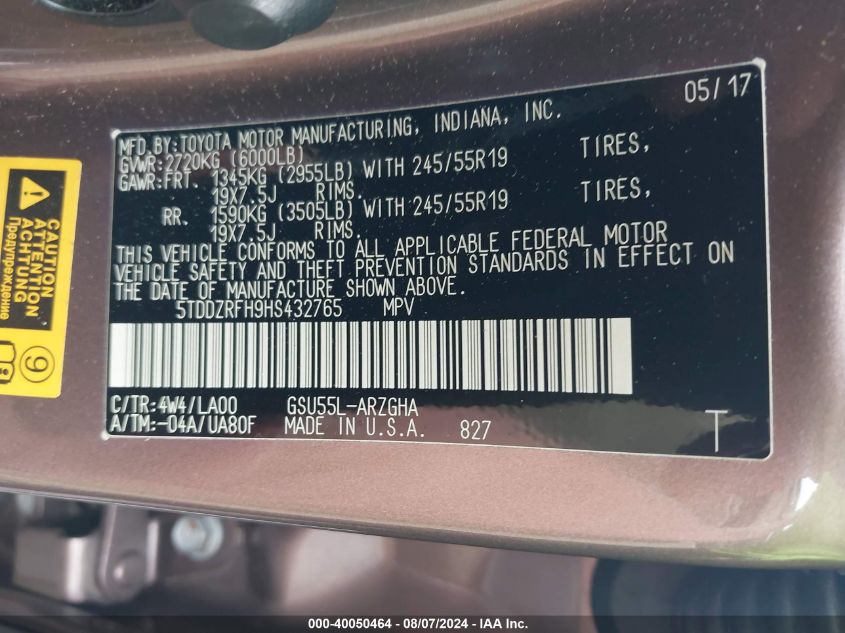 05/17
MFD.BY:TOYOTA MOTOR MANUFACTURING, INDIANA, INC.
GVWR:2720KG (6000LB)
GAWR:FRT. 1345KG (2955LB) WITH 245/55R19 TIRES,
19X7.5J RIMS.
RR. 1590KG (3505LB) WITH 245/55R19 TIRES,
19X7.5J RIMS.
THIS VEHICLE CONFORMS TO ALL APPLICABLE FEDERAL MOTOR
VEHICLE SAFETY AND THEFT PREVENTION STANDARDS IN EFFECT ON
THE DATE OF MANUFACTURE SHOWN ABOVE.
5TDDZRFH9HS432765 MPV
C/TR:4W4/LA00 GSU55L-ARZGHA
A/TM:-04A/UA80F MADE IN U.S.A. 827
T
CAUTION
ATTENTION
ACHTUNG
Предупреждение
9
000-40050464 - 08/07/2024 - IAA Inc.